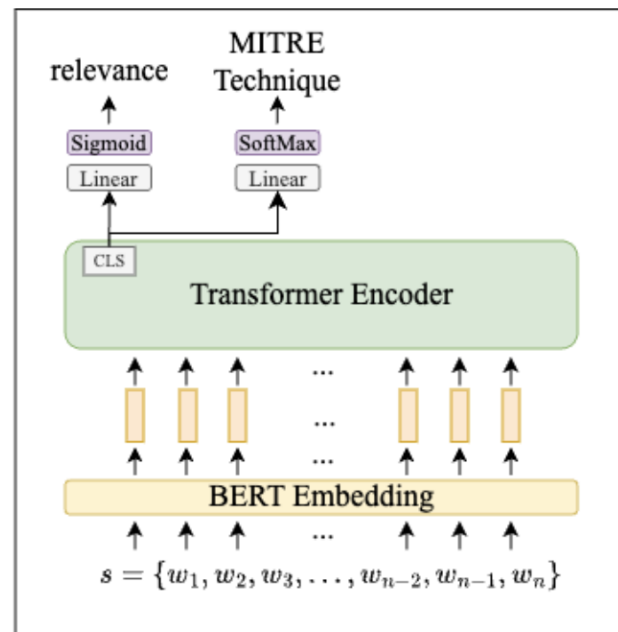 MITRE
relevance Technique
Sigmoid SoftMax
Linear Linear
CLS
Transformer Encoder
...
...
...
BERT Embedding
...
s = {w₁, w₂, w₃, . . . , wₙ₋₂, wₙ₋₁, wₙ}